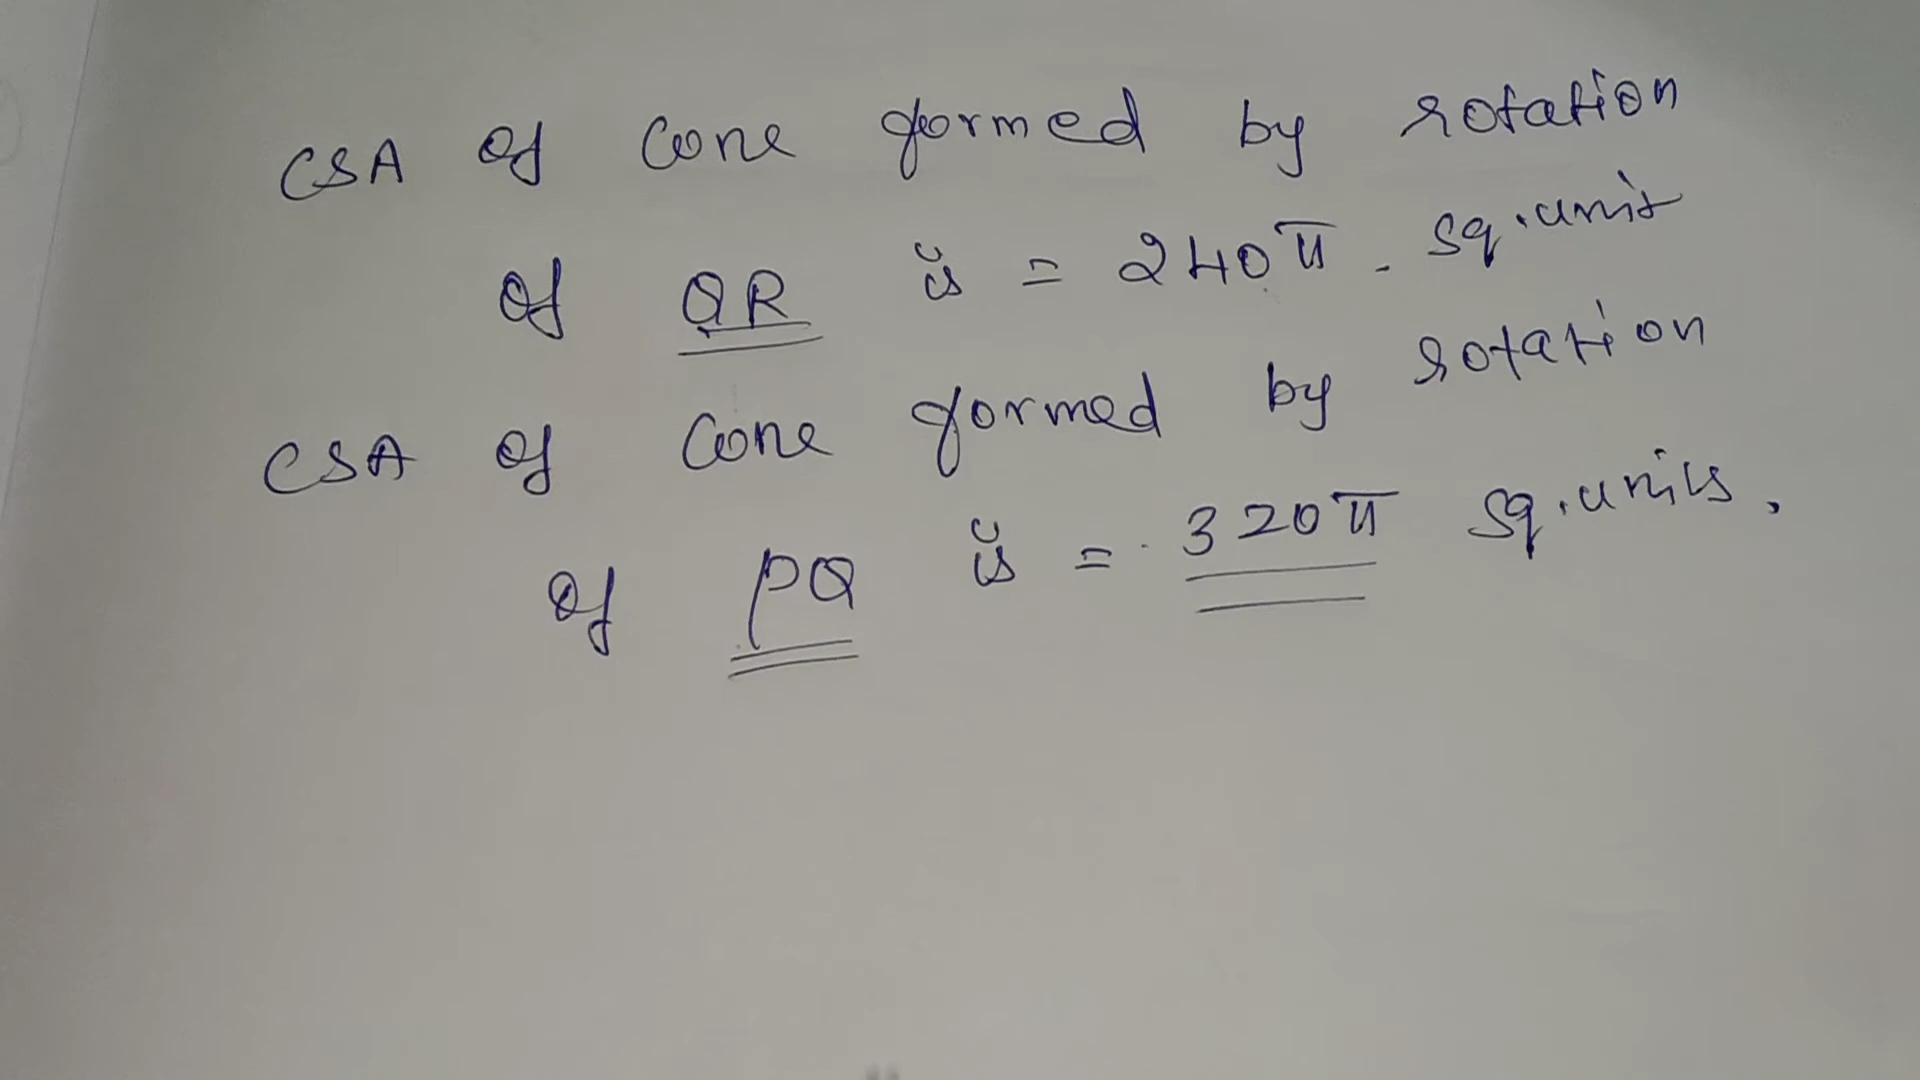 CSA of Cone formed by rotation
of QR is = 240π. sq.unit
CSA of Cone formed by rotation
of PQ is = 320π sq.units.